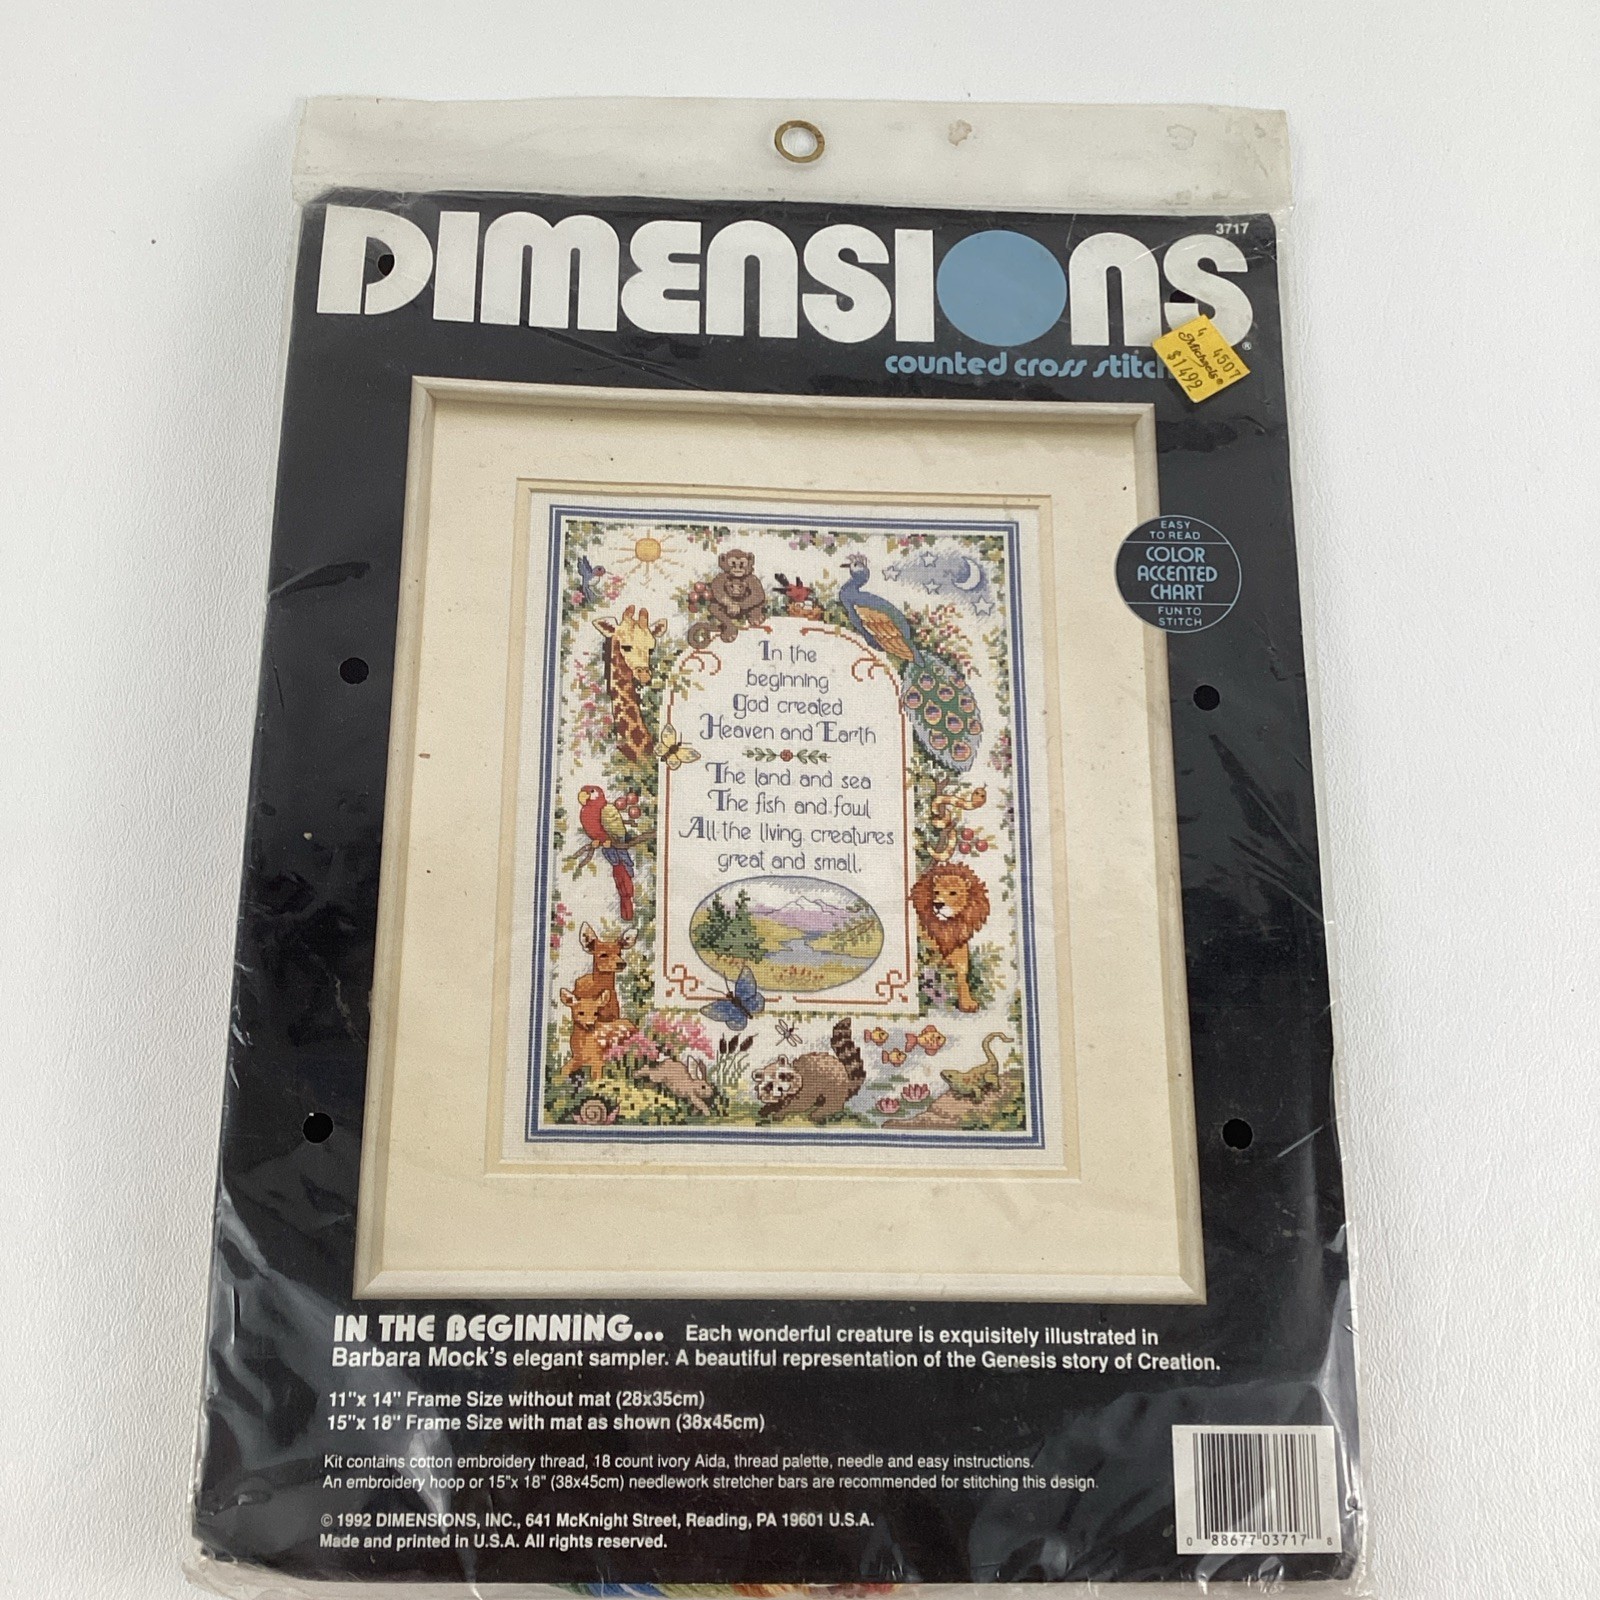 3717
DIMENSIONS®
counted cross stitch
4 4507
Michaels®
$14.99
EASY
TO READ
COLOR
ACCENTED
CHART
FUN TO
STITCH
In the
beginning
God created
Heaven and Earth
The land and sea
The fish and fowl
All the living creatures
great and small.
IN THE BEGINNING... Each wonderful creature is exquisitely illustrated in
Barbara Mock's elegant sampler. A beautiful representation of the Genesis story of Creation.
11"x 14" Frame Size without mat (28x35cm)
15"x 18" Frame Size with mat as shown (38x45cm)
Kit contains cotton embroidery thread, 18 count ivory Aida, thread palette, needle and easy instructions.
An embroidery hoop or 15"x 18" (38x45cm) needlework stretcher bars are recommended for stitching this design.
© 1992 DIMENSIONS, INC., 641 McKnight Street, Reading, PA 19601 U.S.A.
Made and printed in U.S.A. All rights reserved.
0 88677 03717 8